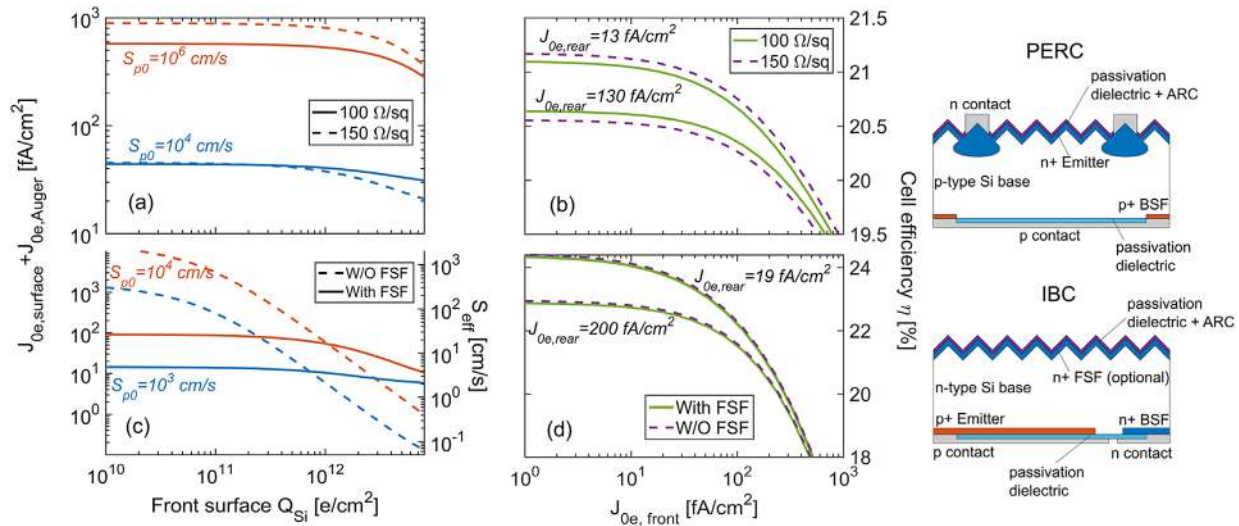 J0e,surface+J0e,Auger [fA/cm²]
10³
10²
10¹
Sp0=10⁶ cm/s
100 Ω/sq
150 Ω/sq
Sp0=10⁴ cm/s
(a)
10³
10²
10¹
10⁰
Sp0=10⁴ cm/s
W/O FSF
With FSF
Sp0=10³ cm/s
(c)
10³
10²
10¹
10⁰
10⁻¹
Seff [cm/s]
10¹⁰
10¹¹
10¹²
Front surface QSi [e/cm²]
J0e,rear=13 fA/cm²
100 Ω/sq
150 Ω/sq
J0e,rear=130 fA/cm²
(b)
21.5
21
20.5
20
19.5
Cell efficiency η [%]
J0e,rear=19 fA/cm²
J0e,rear=200 fA/cm²
With FSF
W/O FSF
(d)
24
22
20
18
10⁰
10¹
10²
10³
J0e, front [fA/cm²]
PERC
passivation
dielectric + ARC
n contact
n+ Emitter
p-type Si base
p+ BSF
p contact
passivation
dielectric
IBC
passivation
dielectric + ARC
n+ FSF (optional)
n-type Si base
p+ Emitter
n+ BSF
p contact
n contact
passivation
dielectric